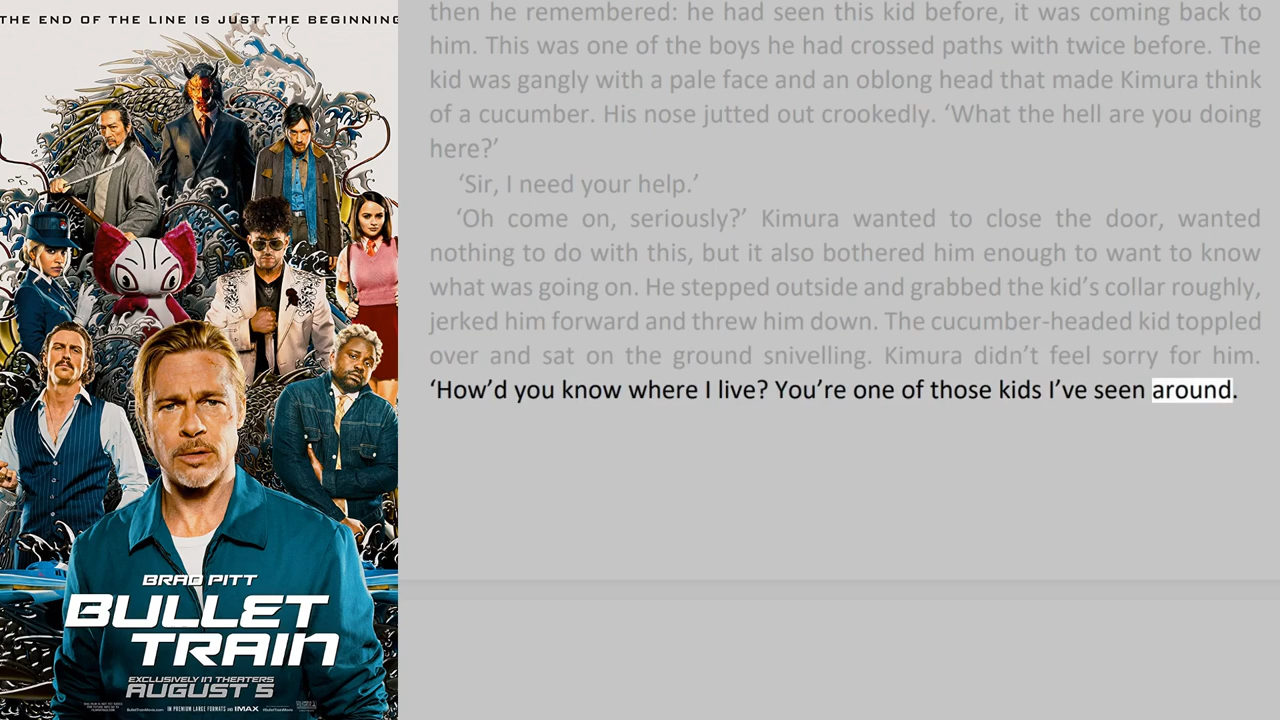 THE END OF THE LINE IS JUST THE BEGINNING
BRAD PITT
BULLET
TRAIN
EXCLUSIVELY IN THEATERS
AUGUST 5
BulletTrainMovie.com
IN PREMIUM LARGE FORMATS AND IMAX
#BulletTrainMovie
then he remembered: he had seen this kid before, it was coming back to
him. This was one of the boys he had crossed paths with twice before. The
kid was gangly with a pale face and an oblong head that made Kimura think
of a cucumber. His nose jutted out crookedly. ‘What the hell are you doing
here?’
‘Sir, I need your help.’
‘Oh come on, seriously?’ Kimura wanted to close the door, wanted
nothing to do with this, but it also bothered him enough to want to know
what was going on. He stepped outside and grabbed the kid’s collar roughly,
jerked him forward and threw him down. The cucumber-headed kid toppled
over and sat on the ground snivelling. Kimura didn’t feel sorry for him.
‘How’d you know where I live? You’re one of those kids I’ve seen around.